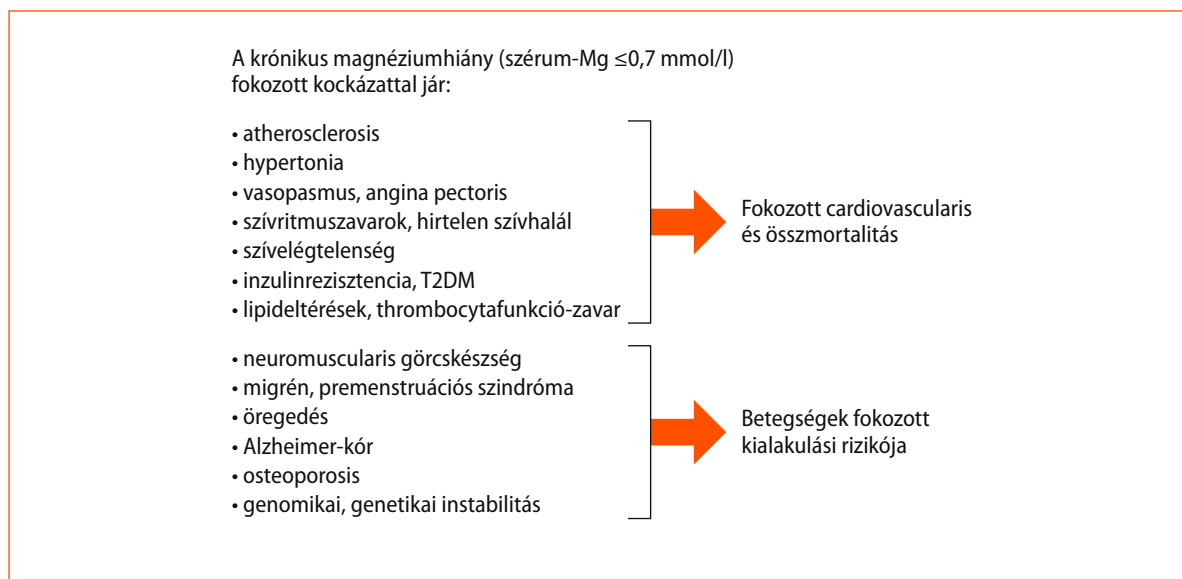 A krónikus magnéziumhiány (szérum-Mg ≤0,7 mmol/l)
fokozott kockázattal jár:
• atherosclerosis
• hypertonia
• vasopasmus, angina pectoris
• szívritmuszavarok, hirtelen szívhalál
• szívelégtelenség
• inzulinrezisztencia, T2DM
• lipideltérések, thrombocytafunkció-zavar
Fokozott cardiovascularis
és összmortalitás
• neuromuscularis görcskészség
• migrén, premenstruációs szindróma
• öregedés
• Alzheimer-kór
• osteoporosis
• genomikai, genetikai instabilitás
Betegségek fokozott
kialakulási rizikója